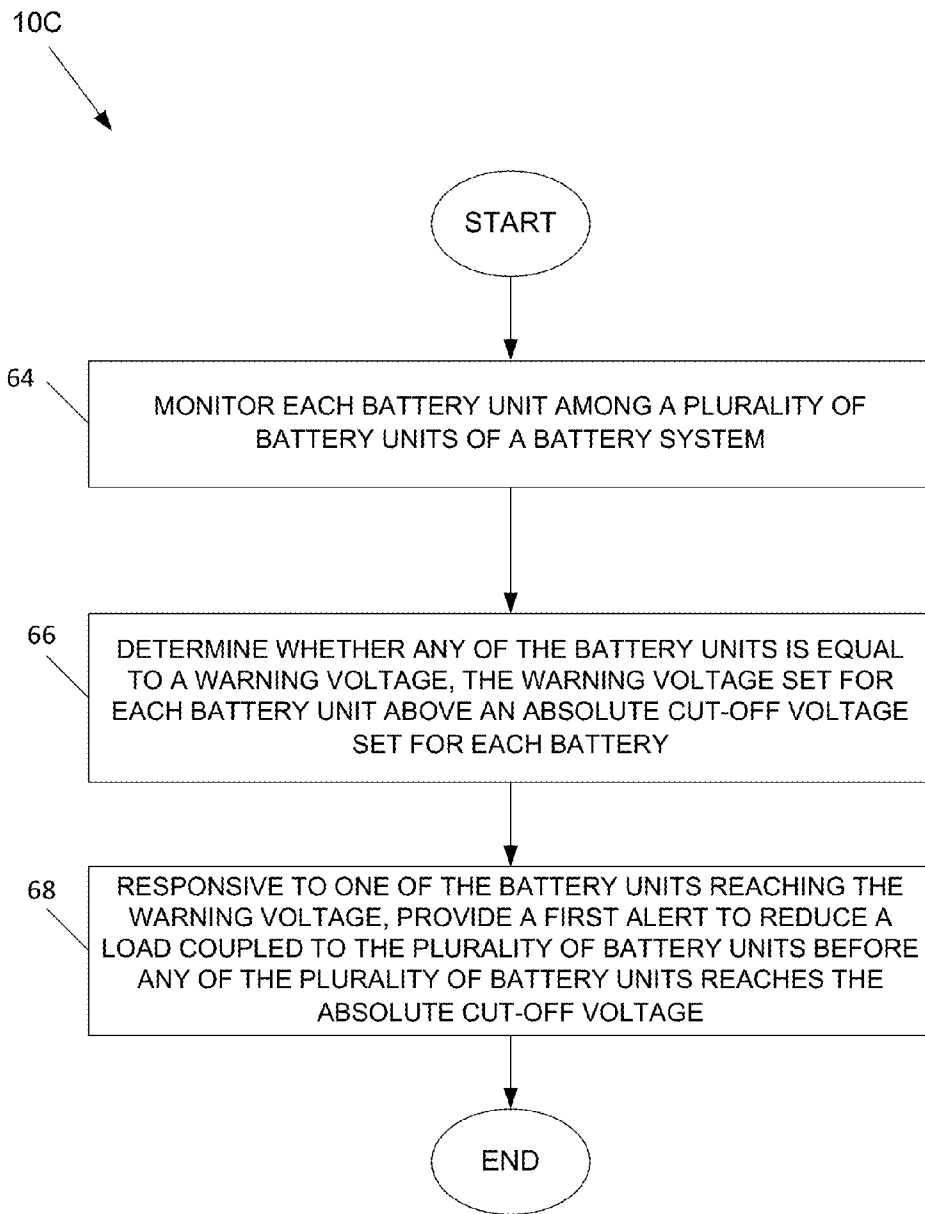 10C
START
64
MONITOR EACH BATTERY UNIT AMONG A PLURALITY OF
BATTERY UNITS OF A BATTERY SYSTEM
66
DETERMINE WHETHER ANY OF THE BATTERY UNITS IS EQUAL
TO A WARNING VOLTAGE, THE WARNING VOLTAGE SET FOR
EACH BATTERY UNIT ABOVE AN ABSOLUTE CUT-OFF VOLTAGE
SET FOR EACH BATTERY
68
RESPONSIVE TO ONE OF THE BATTERY UNITS REACHING THE
WARNING VOLTAGE, PROVIDE A FIRST ALERT TO REDUCE A
LOAD COUPLED TO THE PLURALITY OF BATTERY UNITS BEFORE
ANY OF THE PLURALITY OF BATTERY UNITS REACHES THE
ABSOLUTE CUT-OFF VOLTAGE
END